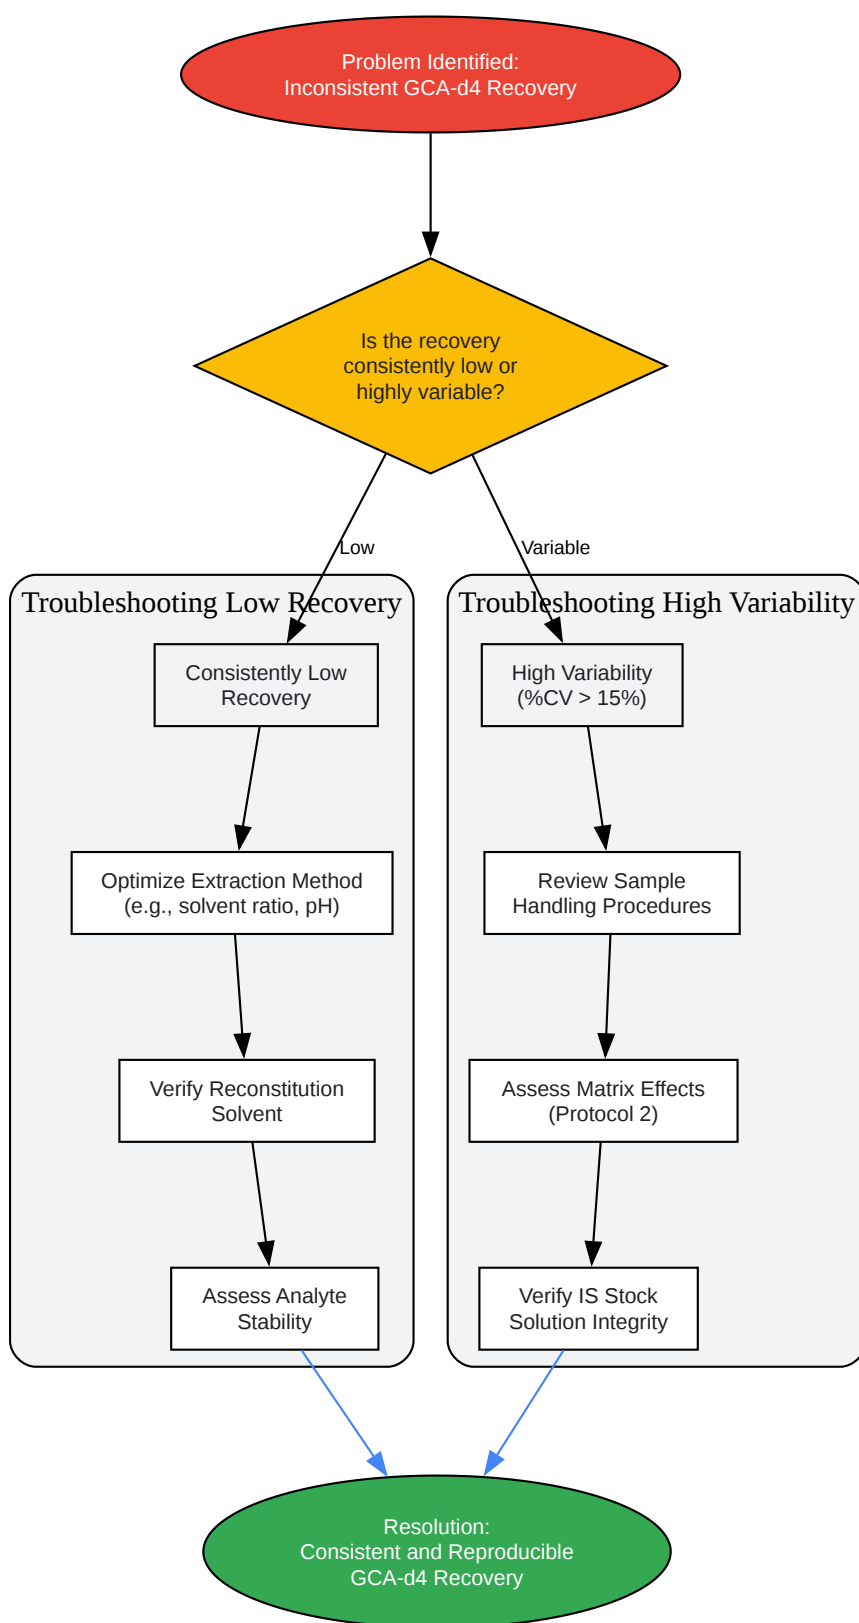 Problem Identified:
Inconsistent GCA-d4 Recovery
Is the recovery
consistently low or
highly variable?
Low
Variable
Troubleshooting Low Recovery
Consistently Low
Recovery
Optimize Extraction Method
(e.g., solvent ratio, pH)
Verify Reconstitution
Solvent
Assess Analyte
Stability
Troubleshooting High Variability
High Variability
(%CV > 15%)
Review Sample
Handling Procedures
Assess Matrix Effects
(Protocol 2)
Verify IS Stock
Solution Integrity
Resolution:
Consistent and Reproducible
GCA-d4 Recovery